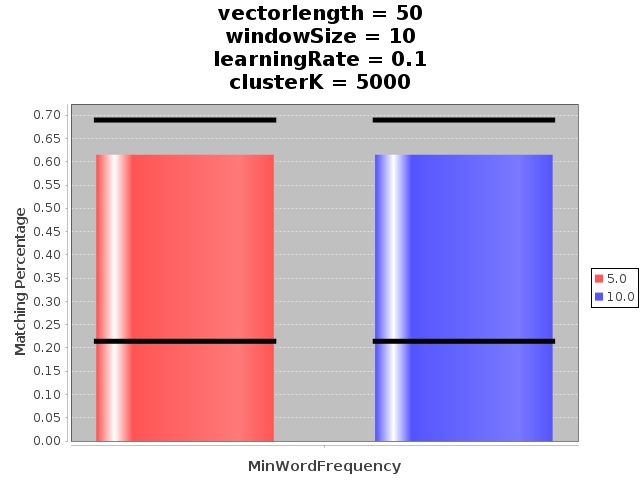 vectorlength = 50
windowSize = 10
learningRate = 0.1
clusterK = 5000
0.70
0.65
0.60
0.55
0.50
0.45
0.40
0.35
0.30
0.25
0.20
0.15
0.10
0.05
0.00
Matching Percentage
MinWordFrequency
5.0
10.0